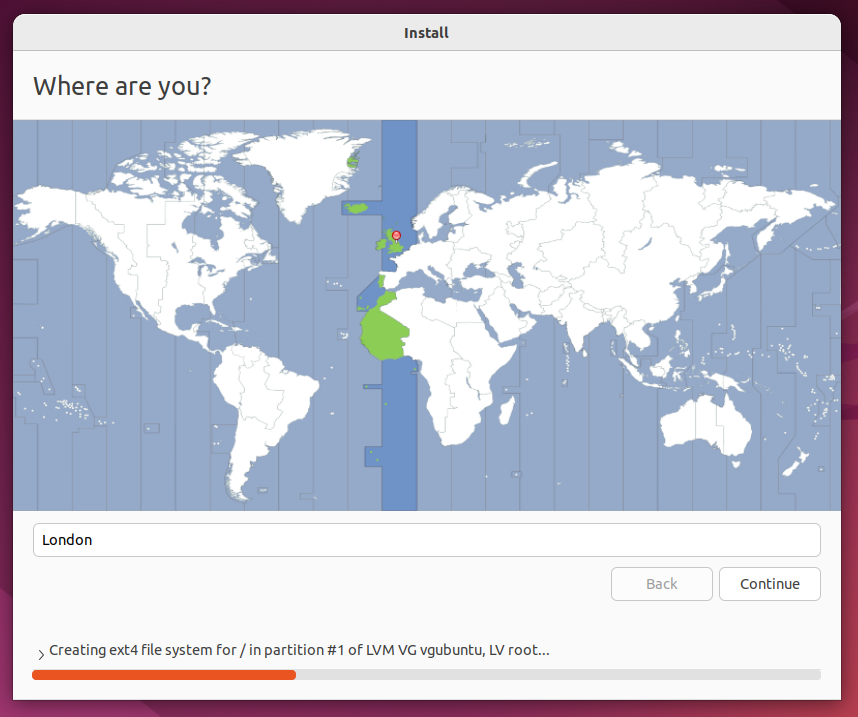 Install
Where are you?
London
Back
Continue
Creating ext4 file system for / in partition #1 of LVM VG vgubuntu, LV root...